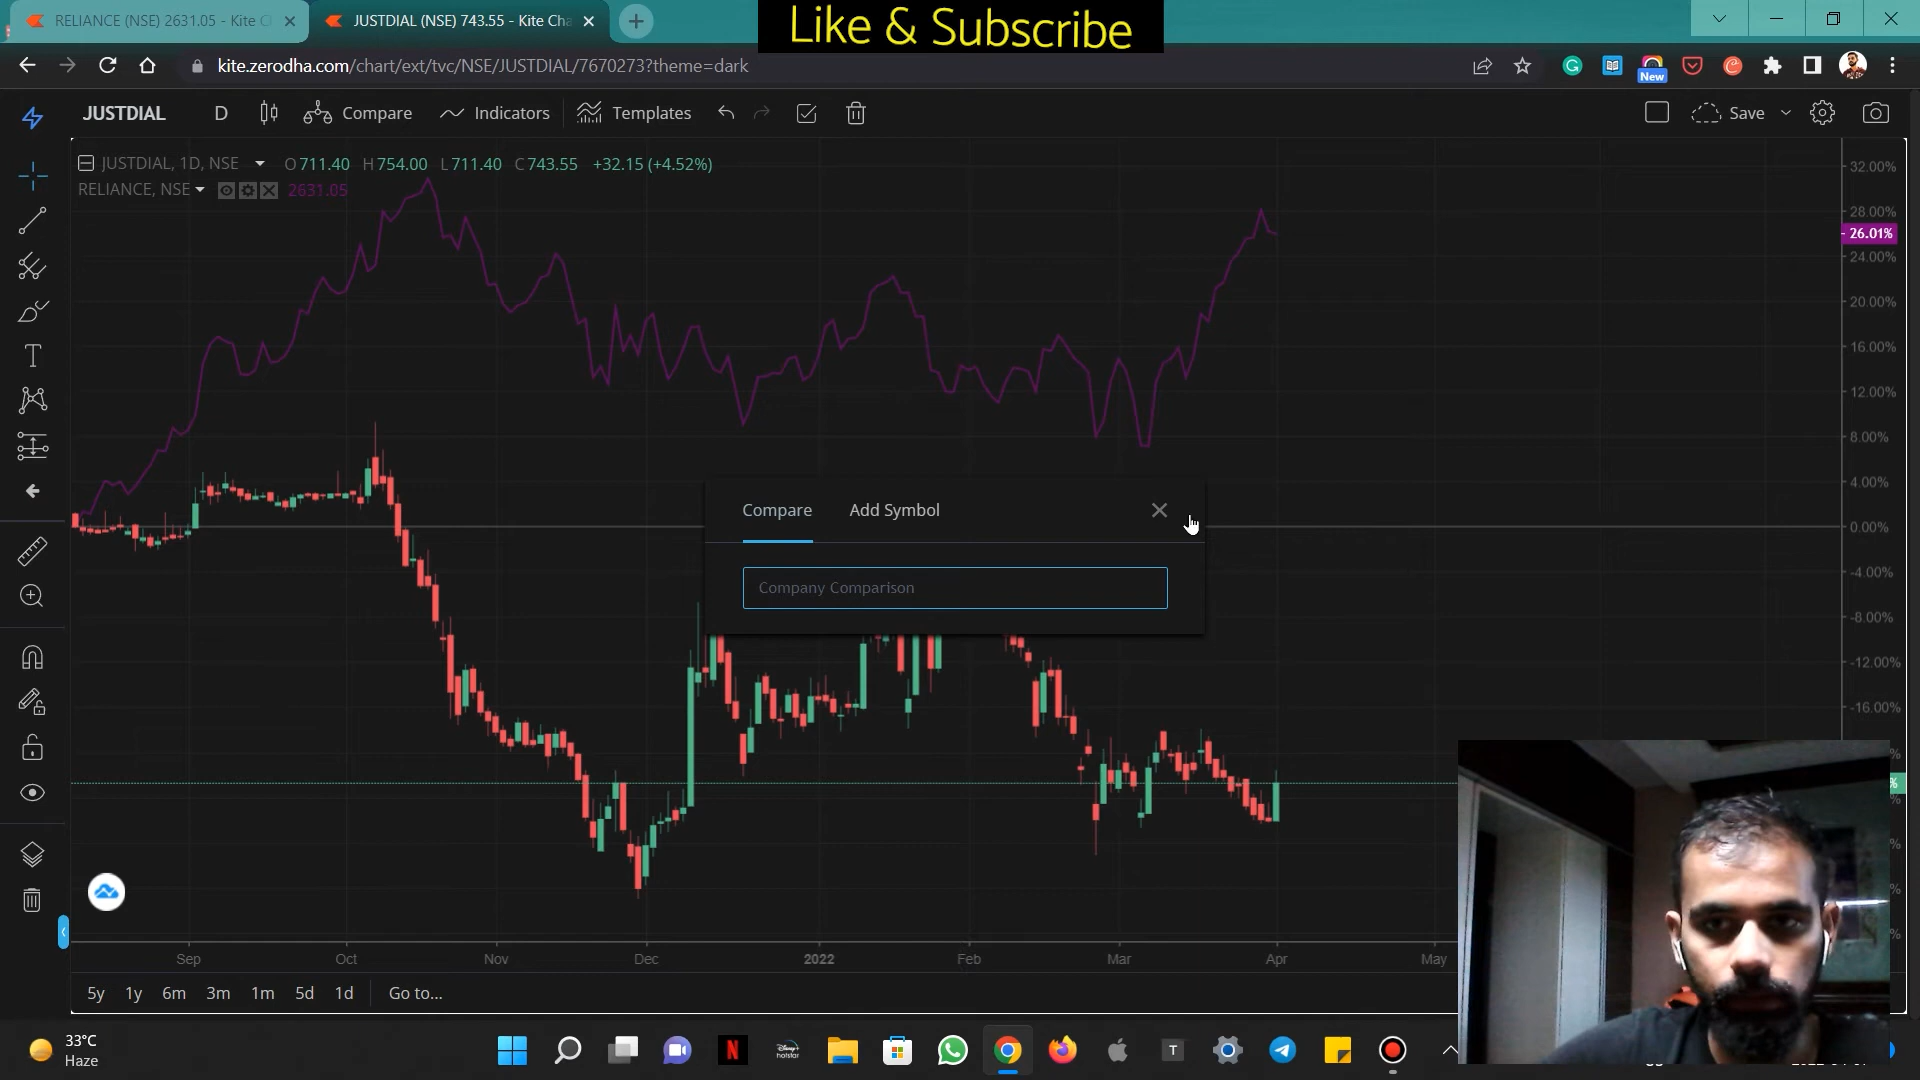 RELIANCE (NSE) 2631.05 - Kite C
JUSTDIAL (NSE) 743.55 - Kite Cha
Like & Subscribe
kite.zerodha.com/chart/ext/tvc/NSE/JUSTDIAL/7670273?theme=dark
New
JUSTDIAL
D
Compare
Indicators
Templates
Save
JUSTDIAL, 1D, NSE
O 711.40 H 754.00 L 711.40 C 743.55 +32.15 (+4.52%)
RELIANCE, NSE
2631.05
32.00%
28.00%
26.01%
24.00%
20.00%
16.00%
12.00%
8.00%
4.00%
0.00%
-4.00%
-8.00%
-12.00%
-16.00%
Compare
Add Symbol
Company Comparison
Sep
Oct
Nov
Dec
2022
Feb
Mar
Apr
May
5y
1y
6m
3m
1m
5d
1d
Go to...
33°C
Haze
N
Disney+
hotstar
T